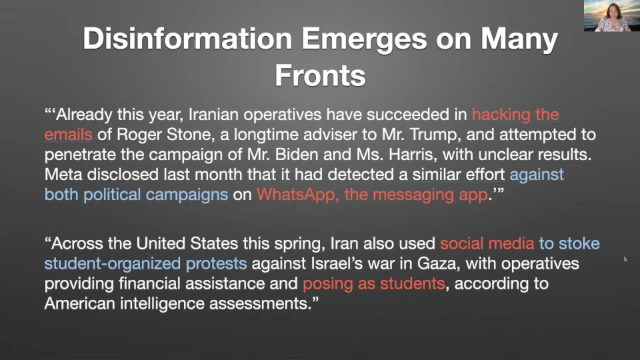 Disinformation Emerges on Many
Fronts
“‘Already this year, Iranian operatives have succeeded in hacking the
emails of Roger Stone, a longtime adviser to Mr. Trump, and attempted to
penetrate the campaign of Mr. Biden and Ms. Harris, with unclear results.
Meta disclosed last month that it had detected a similar effort against
both political campaigns on WhatsApp, the messaging app.’”
“Across the United States this spring, Iran also used social media to stoke
student-organized protests against Israel’s war in Gaza, with operatives
providing financial assistance and posing as students, according to
American intelligence assessments.”